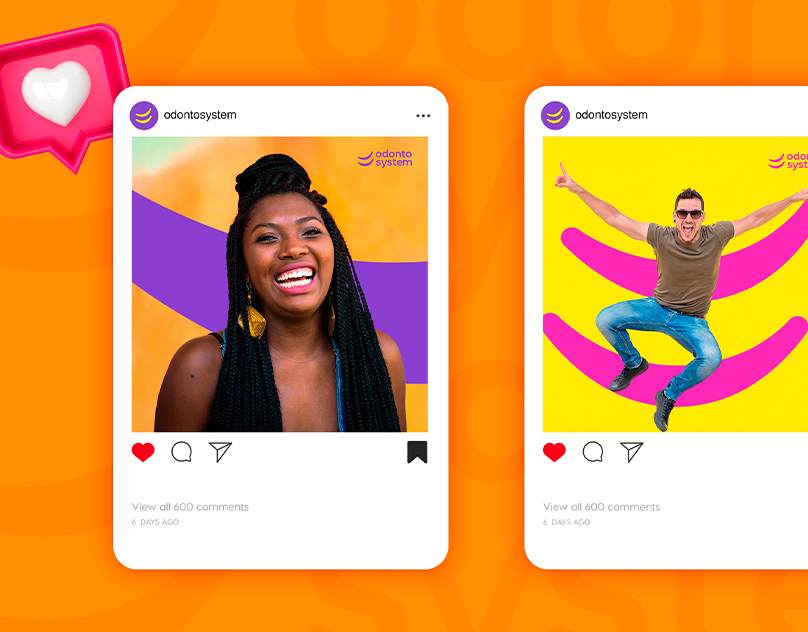 odontosystem
odonto
system
View all 600 comments
6 DAYS AGO
odontosystem
odonto
system
View all 600 comments
6 DAYS AGO